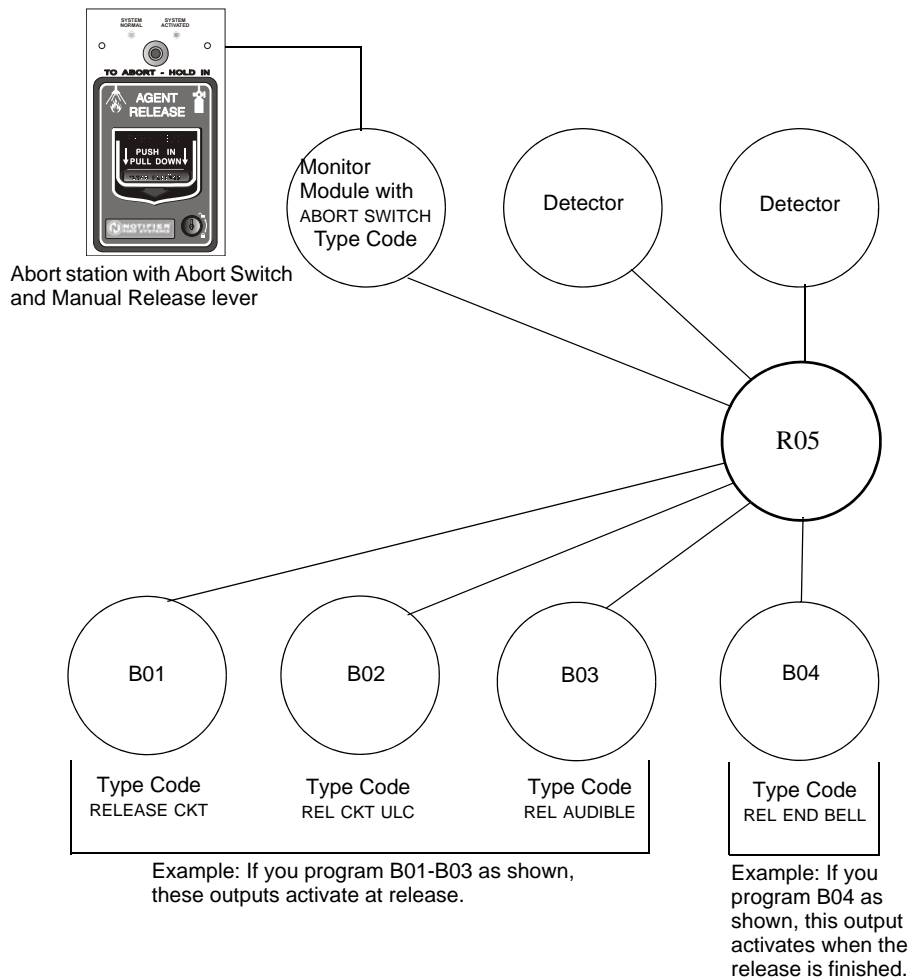 SYSTEM NORMAL
SYSTEM ACTIVATED
TO ABORT - HOLD IN
AGENT
RELEASE
PUSH IN
PULL DOWN
NOTIFIER
Abort station with Abort Switch
and Manual Release lever
Monitor
Module with
ABORT SWITCH
Type Code
Detector
Detector
R05
B01
B02
B03
B04
Type Code
RELEASE CKT
Type Code
REL CKT ULC
Type Code
REL AUDIBLE
Type Code
REL END BELL
Example: If you program B01-B03 as shown,
these outputs activate at release.
Example: If you
program B04 as
shown, this output
activates when the
release is finished.